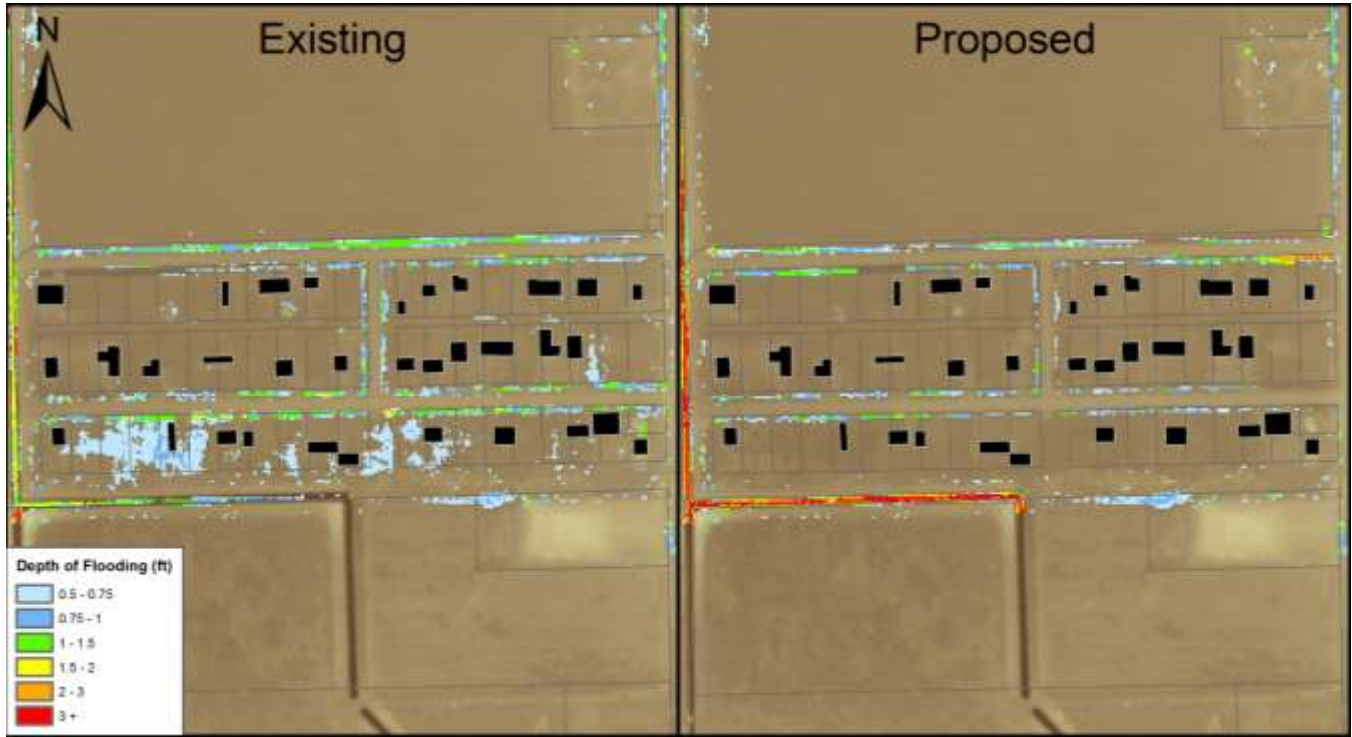 N
Existing
Proposed
Depth of Flooding (ft)
0.5 - 0.75
0.75 - 1
1 - 1.5
1.5 - 2
2 - 3
3 +